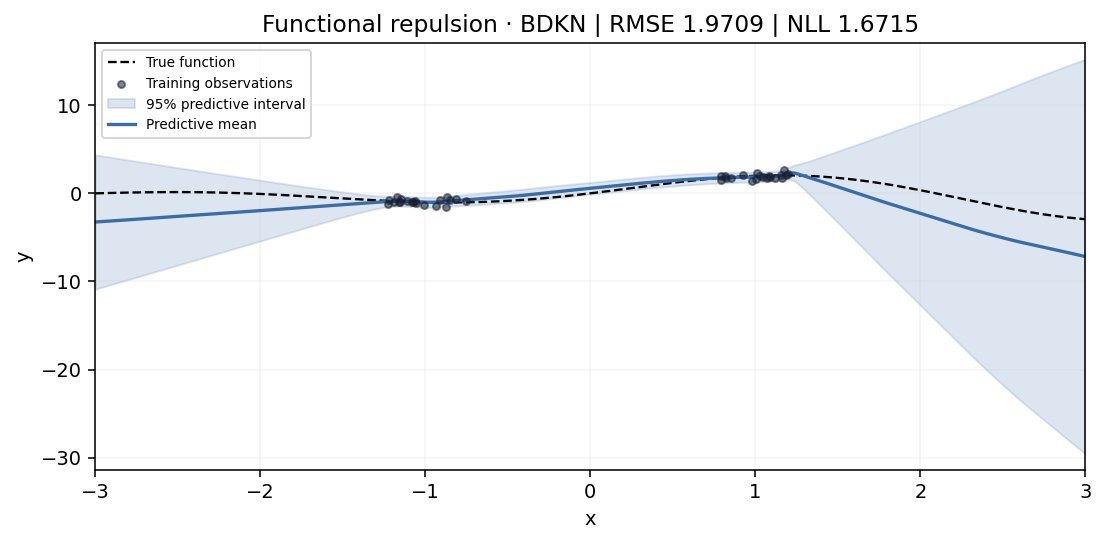 Functional repulsion · BDKN | RMSE 1.9709 | NLL 1.6715
True function
Training observations
95% predictive interval
Predictive mean
10
0
−10
−20
−30
y
−3
−2
−1
0
1
2
3
x